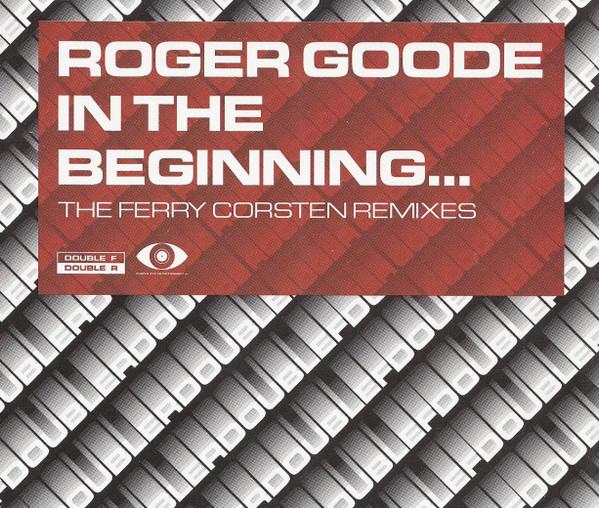 ROGER GOODE
IN THE
BEGINNING...
THE FERRY CORSTEN REMIXES
DOUBLE F
DOUBLE R